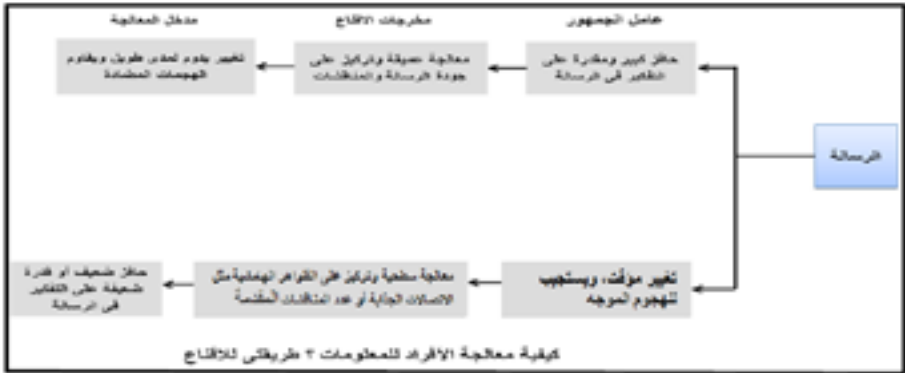 عامل الجمهور
مخرجات الاقناع
مدخل المعالجة
حافز كبير ومقدرة على
التفكير في الرسالة
معالجة عميقة وتركيز على
جودة الرسالة والمناقشات
تغيير يدوم لمدى طويل ويقاوم
الهجمات المضادة
الرسالة
تغيير مؤقت، ويستجيب
للهجوم الموجه
معالجة سطحية وتركيز على الظواهر الهامشية مثل
الاتصالات الجذابة أو عدد المناقشات المقدمة
حافز ضعيف أو قدرة
ضعيفة على التفكير
في الرسالة
كيفية معالجة الأفراد للمعلومات ٢ طريقتي للاقناع